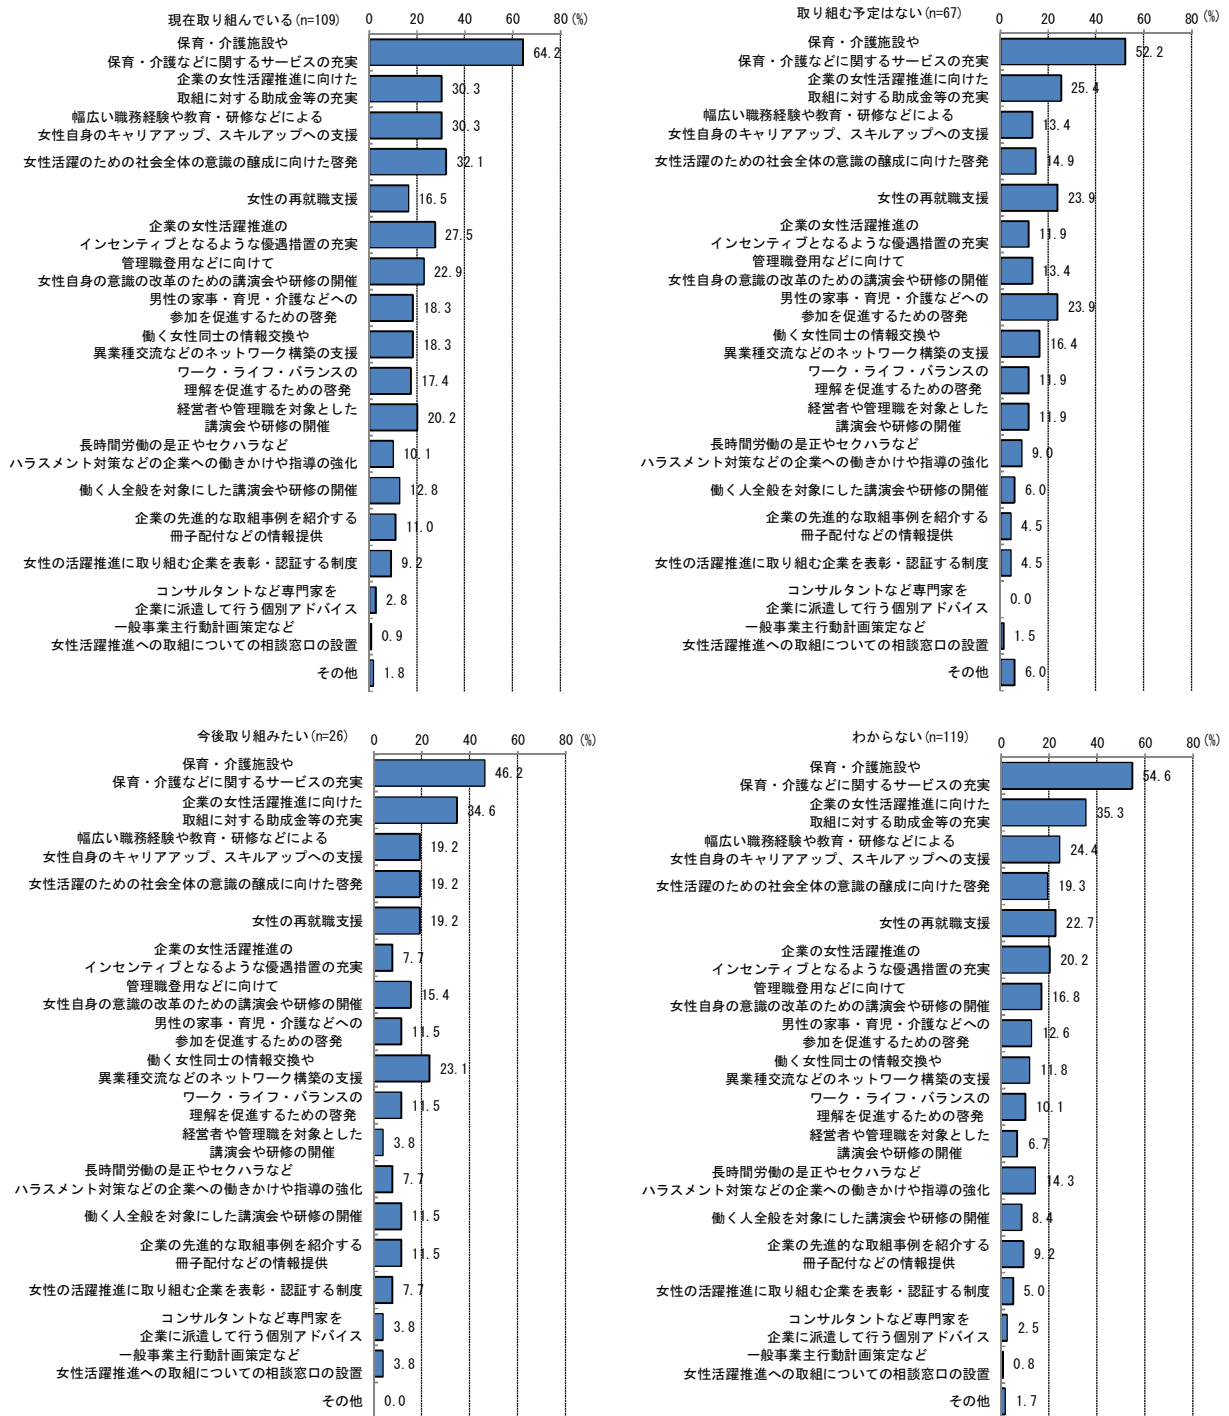 現在取り組んでいる(n=109)
0 20 40 60 80 (%)
保育・介護施設や
保育・介護などに関するサービスの充実
64.2
企業の女性活躍推進に向けた
取組に対する助成金等の充実
30.3
幅広い職務経験や教育・研修などによる
女性自身のキャリアアップ、スキルアップへの支援
30.3
女性活躍のための社会全体の意識の醸成に向けた啓発
32.1
女性の再就職支援
16.5
企業の女性活躍推進の
インセンティブとなるような優遇措置の充実
27.5
管理職登用などに向けて
女性自身の意識の改革のための講演会や研修の開催
22.9
男性の家事・育児・介護などへの
参加を促進するための啓発
18.3
働く女性同士の情報交換や
異業種交流などのネットワーク構築の支援
18.3
ワーク・ライフ・バランスの
理解を促進するための啓発
17.4
経営者や管理職を対象とした
講演会や研修の開催
20.2
長時間労働の是正やセクハラなど
ハラスメント対策などの企業への働きかけや指導の強化
10.1
働く人全般を対象にした講演会や研修の開催
12.8
企業の先進的な取組事例を紹介する
冊子配付などの情報提供
11.0
女性の活躍推進に取り組む企業を表彰・認証する制度
9.2
コンサルタントなど専門家を
企業に派遣して行う個別アドバイス
2.8
一般事業主行動計画策定など
女性活躍推進への取組についての相談窓口の設置
0.9
その他
1.8
取り組む予定はない(n=67)
0 20 40 60 80 (%)
保育・介護施設や
保育・介護などに関するサービスの充実
52.2
企業の女性活躍推進に向けた
取組に対する助成金等の充実
25.4
幅広い職務経験や教育・研修などによる
女性自身のキャリアアップ、スキルアップへの支援
13.4
女性活躍のための社会全体の意識の醸成に向けた啓発
14.9
女性の再就職支援
23.9
企業の女性活躍推進の
インセンティブとなるような優遇措置の充実
11.9
管理職登用などに向けて
女性自身の意識の改革のための講演会や研修の開催
13.4
男性の家事・育児・介護などへの
参加を促進するための啓発
23.9
働く女性同士の情報交換や
異業種交流などのネットワーク構築の支援
16.4
ワーク・ライフ・バランスの
理解を促進するための啓発
11.9
経営者や管理職を対象とした
講演会や研修の開催
11.9
長時間労働の是正やセクハラなど
ハラスメント対策などの企業への働きかけや指導の強化
9.0
働く人全般を対象にした講演会や研修の開催
6.0
企業の先進的な取組事例を紹介する
冊子配付などの情報提供
4.5
女性の活躍推進に取り組む企業を表彰・認証する制度
4.5
コンサルタントなど専門家を
企業に派遣して行う個別アドバイス
0.0
一般事業主行動計画策定など
女性活躍推進への取組についての相談窓口の設置
1.5
その他
6.0
今後取り組みたい(n=26)
0 20 40 60 80 (%)
保育・介護施設や
保育・介護などに関するサービスの充実
46.2
企業の女性活躍推進に向けた
取組に対する助成金等の充実
34.6
幅広い職務経験や教育・研修などによる
女性自身のキャリアアップ、スキルアップへの支援
19.2
女性活躍のための社会全体の意識の醸成に向けた啓発
19.2
女性の再就職支援
19.2
企業の女性活躍推進の
インセンティブとなるような優遇措置の充実
7.7
管理職登用などに向けて
女性自身の意識の改革のための講演会や研修の開催
15.4
男性の家事・育児・介護などへの
参加を促進するための啓発
11.5
働く女性同士の情報交換や
異業種交流などのネットワーク構築の支援
23.1
ワーク・ライフ・バランスの
理解を促進するための啓発
11.5
経営者や管理職を対象とした
講演会や研修の開催
3.8
長時間労働の是正やセクハラなど
ハラスメント対策などの企業への働きかけや指導の強化
7.7
働く人全般を対象にした講演会や研修の開催
11.5
企業の先進的な取組事例を紹介する
冊子配付などの情報提供
11.5
女性の活躍推進に取り組む企業を表彰・認証する制度
7.7
コンサルタントなど専門家を
企業に派遣して行う個別アドバイス
3.8
一般事業主行動計画策定など
女性活躍推進への取組についての相談窓口の設置
3.8
その他
0.0
わからない(n=119)
0 20 40 60 80 (%)
保育・介護施設や
保育・介護などに関するサービスの充実
54.6
企業の女性活躍推進に向けた
取組に対する助成金等の充実
35.3
幅広い職務経験や教育・研修などによる
女性自身のキャリアアップ、スキルアップへの支援
24.4
女性活躍のための社会全体の意識の醸成に向けた啓発
19.3
女性の再就職支援
22.7
企業の女性活躍推進の
インセンティブとなるような優遇措置の充実
20.2
管理職登用などに向けて
女性自身の意識の改革のための講演会や研修の開催
16.8
男性の家事・育児・介護などへの
参加を促進するための啓発
12.6
働く女性同士の情報交換や
異業種交流などのネットワーク構築の支援
11.8
ワーク・ライフ・バランスの
理解を促進するための啓発
10.1
経営者や管理職を対象とした
講演会や研修の開催
6.7
長時間労働の是正やセクハラなど
ハラスメント対策などの企業への働きかけや指導の強化
14.3
働く人全般を対象にした講演会や研修の開催
8.4
企業の先進的な取組事例を紹介する
冊子配付などの情報提供
9.2
女性の活躍推進に取り組む企業を表彰・認証する制度
5.0
コンサルタントなど専門家を
企業に派遣して行う個別アドバイス
2.5
一般事業主行動計画策定など
女性活躍推進への取組についての相談窓口の設置
0.8
その他
1.7